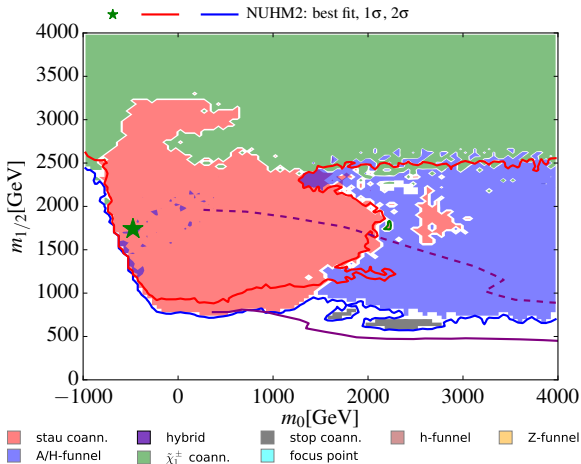 NUHM2: best fit, 1σ, 2σ
4000
3500
3000
2500
2000
1500
1000
500
0
m₁/₂[GeV]
−1000 0 1000 2000 3000 4000
m₀[GeV]
stau coann. hybrid stop coann. h-funnel Z-funnel
A/H-funnel χ̃₁± coann. focus point